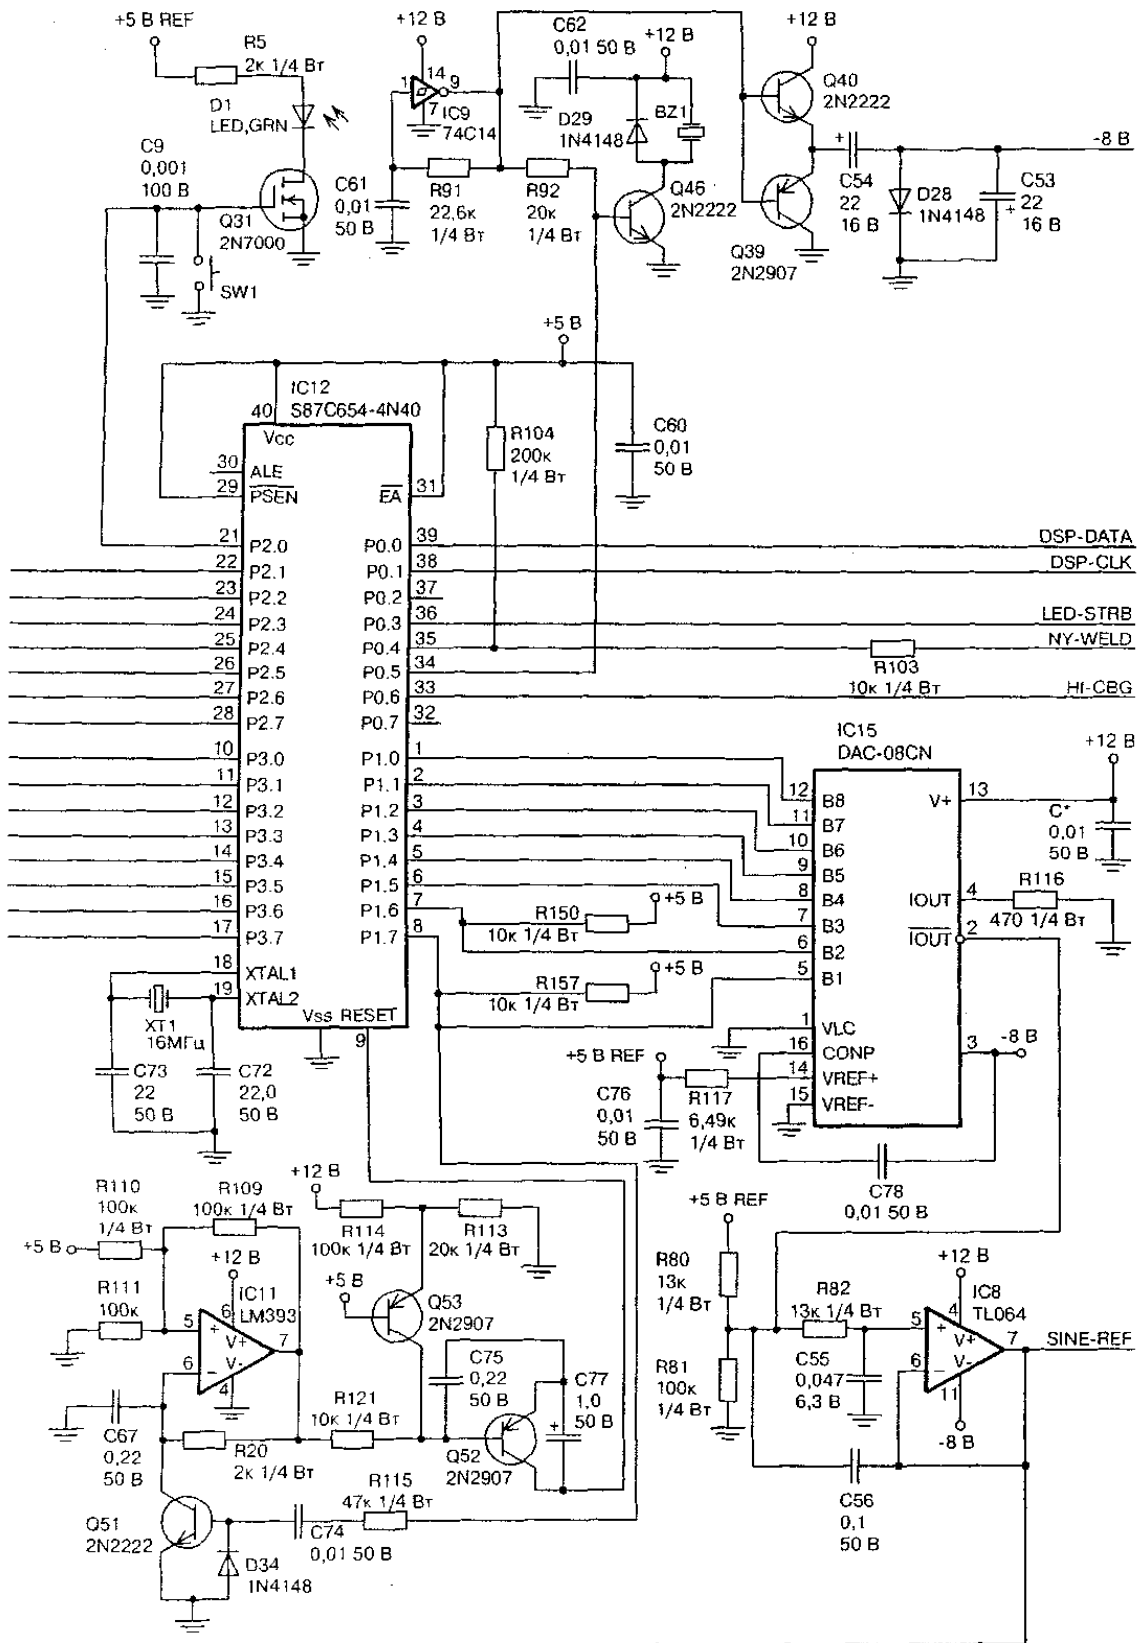 +5 В REF
R5
2к 1/4 Вт
D1
LED,GRN
C9
0,001
100 В
Q31
2N7000
SW1
+12 В
14
1
9
7
IC9
74C14
C61
0,01
50 В
R91
22,6к
1/4 Вт
R92
20к
1/4 Вт
C62
0,01 50 В
+12 В
D29
1N4148
BZ1
Q46
2N2222
+12 В
Q40
2N2222
Q39
2N2907
+
C54
22
16 В
D28
1N4148
C53
22
+
16 В
-8 В
+5 В
IC12
S87C654-4N40
40
Vcc
30
ALE
29
PSEN
EA
31
R104
200к
1/4 Вт
C60
0,01
50 В
21
P2.0
P0.0
39
DSP-DATA
22
P2.1
P0.1
38
DSP-CLK
23
P2.2
P0.2
37
24
P2.3
P0.3
36
LED-STRB
25
P2.4
P0.4
35
NY-WELD
R103
10к 1/4 Вт
26
P2.5
P0.5
34
27
P2.6
P0.6
33
HI-CBG
28
P2.7
P0.7
32
10
P3.0
P1.0
1
11
P3.1
P1.1
2
12
P3.2
P1.2
3
13
P3.3
P1.3
4
14
P3.4
P1.4
5
15
P3.5
P1.5
6
16
P3.6
P1.6
7
17
P3.7
P1.7
8
18
XTAL1
19
XTAL2
Vss RESET
9
XT1
16МГц
C73
22
50 В
C72
22,0
50 В
R150
10к 1/4 Вт
+5 В
R157
10к 1/4 Вт
+5 В
IC15
DAC-08CN
12
B8
11
B7
10
B6
9
B5
8
B4
7
B3
6
B2
5
B1
1
VLC
16
CONP
14
VREF+
15
VREF-
V+
13
+12 В
C*
0,01
50 В
IOUT
4
R116
470 1/4 Вт
IOUT
2
3
-8 В
+5 В REF
C76
0,01
50 В
R117
6,49к
1/4 Вт
C78
0,01 50 В
R110
100к
1/4 Вт
R109
100к 1/4 Вт
+5 В
R111
100к
+12 В
IC11
LM393
6
5
+
V+
7
6
−
V-
4
C67
0,22
50 В
R20
2к 1/4 Вт
Q51
2N2222
D34
1N4148
C74
0,01 50 В
R115
47к 1/4 Вт
R121
10к 1/4 Вт
+12 В
R114
100к 1/4 Вт
R113
20к 1/4 Вт
+5 В
Q53
2N2907
C75
0,22
50 В
Q52
2N2907
C77
1,0
50 В
+
+5 В REF
R80
13к
1/4 Вт
R81
100к
1/4 Вт
R82
13к 1/4 Вт
C55
0,047
6,3 В
C56
0,1
50 В
+12 В
IC8
TL064
4
5
+
V+
7
SINE-REF
6
−
V-
11
-8 В